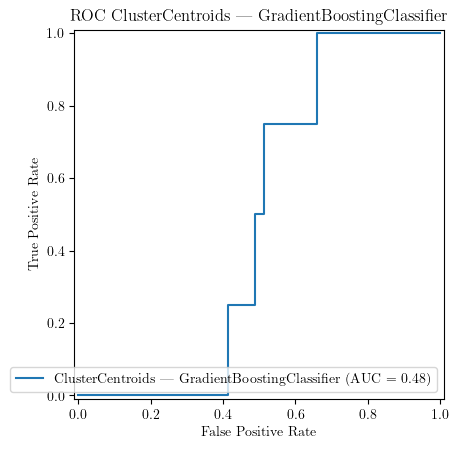 ROC ClusterCentroids — GradientBoostingClassifier
1.0
0.8
0.6
0.4
0.2
0.0
True Positive Rate
ClusterCentroids — GradientBoostingClassifier (AUC = 0.48)
0.0 0.2 0.4 0.6 0.8 1.0
False Positive Rate